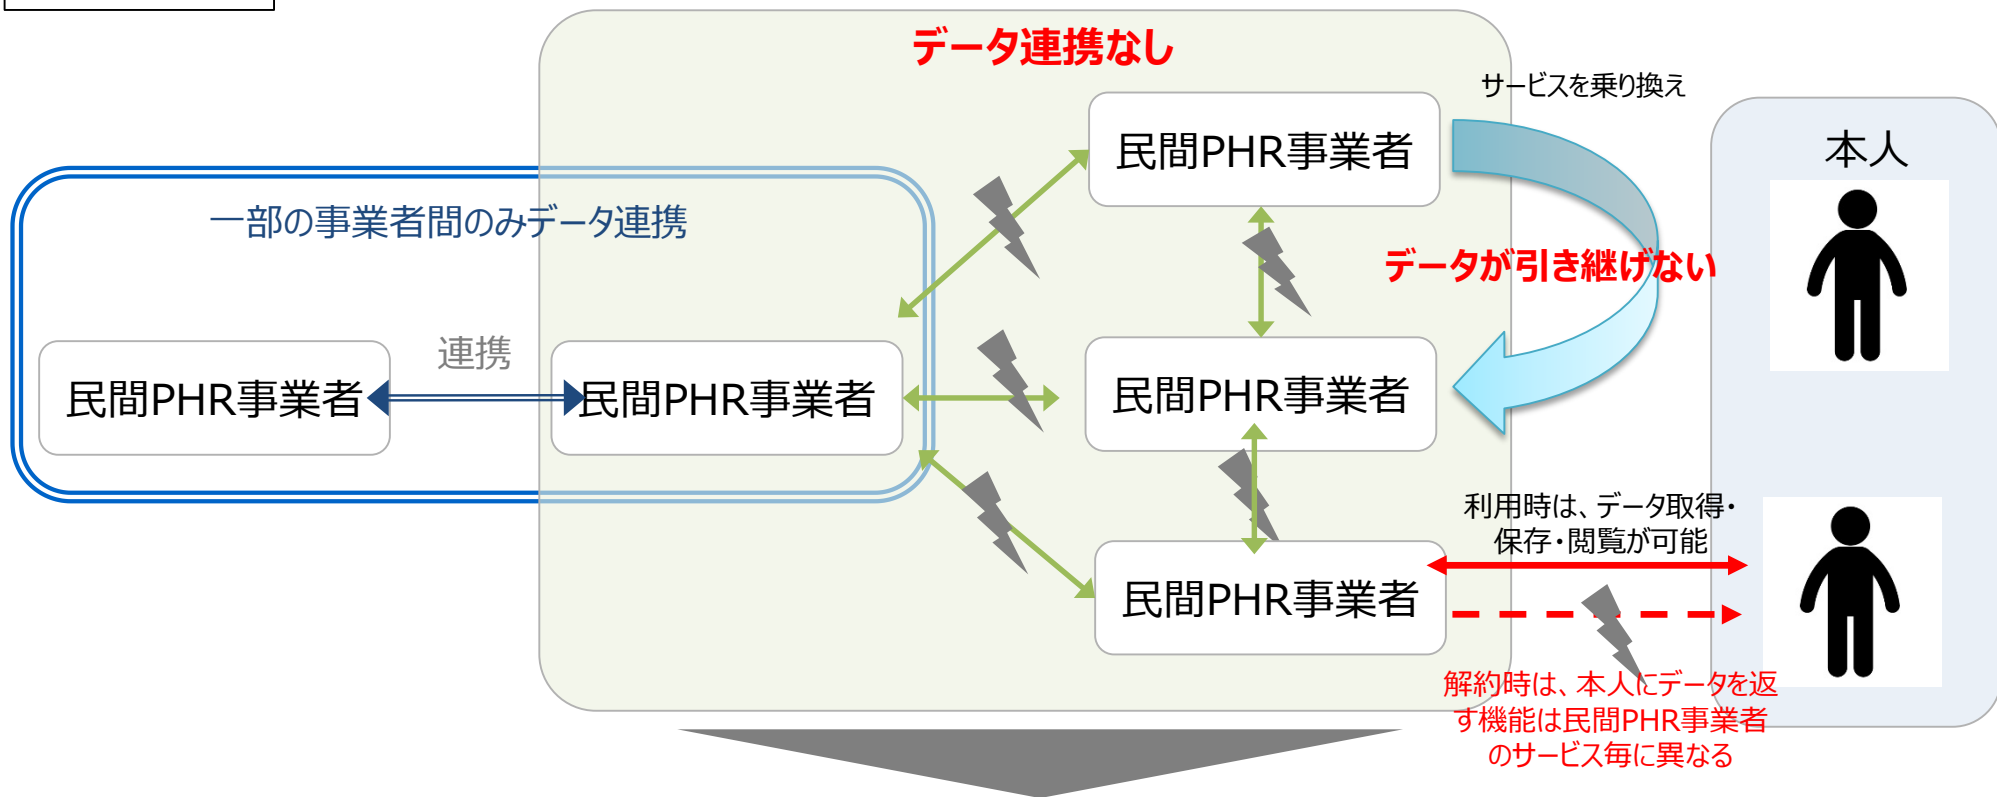 データ連携なし
サービスを乗り換え
民間PHR事業者
本人
一部の事業者間のみデータ連携
データが引き継げない
連携
民間PHR事業者
民間PHR事業者
民間PHR事業者
利用時は、データ取得・
保存・閲覧が可能
民間PHR事業者
解約時は、本人にデータを返
す機能は民間PHR事業者
のサービス毎に異なる